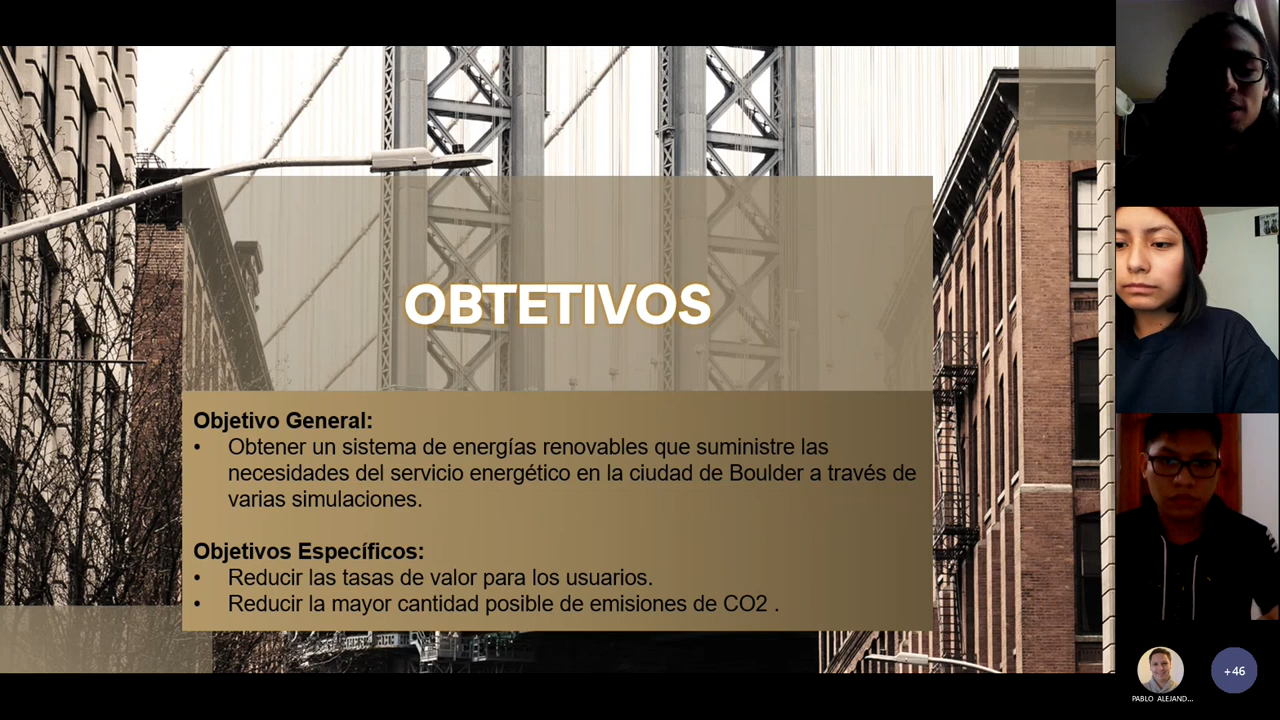 OBTETIVOS
Objetivo General:
• Obtener un sistema de energías renovables que suministre las
necesidades del servicio energético en la ciudad de Boulder a través de
varias simulaciones.
Objetivos Específicos:
• Reducir las tasas de valor para los usuarios.
• Reducir la mayor cantidad posible de emisiones de CO2 .
PABLO ALEJAND...
+46